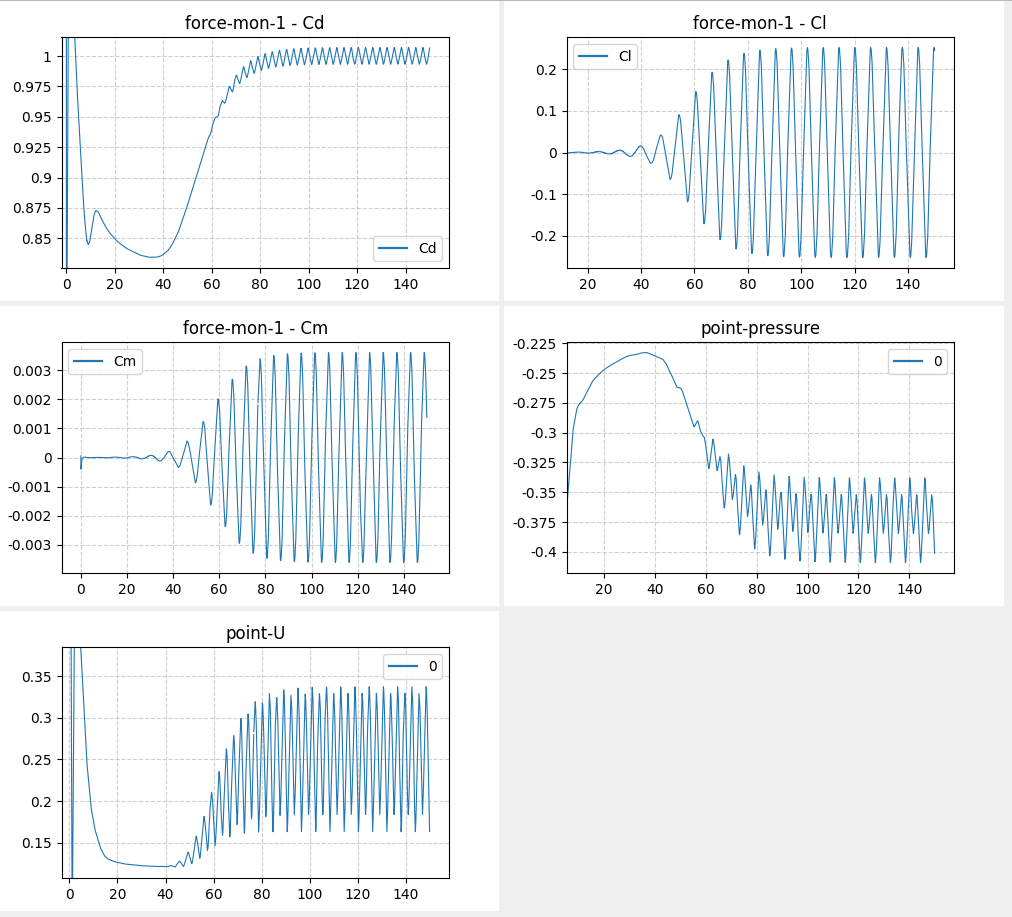 force-mon-1 - Cd
1
0.975
0.95
0.925
0.9
0.875
0.85
Cd
0 20 40 60 80 100 120 140
force-mon-1 - Cl
Cl
0.2
0.1
0
-0.1
-0.2
20 40 60 80 100 120 140
force-mon-1 - Cm
Cm
0.003
0.002
0.001
0
-0.001
-0.002
-0.003
0 20 40 60 80 100 120 140
point-pressure
-0.225
0
-0.25
-0.275
-0.3
-0.325
-0.35
-0.375
-0.4
20 40 60 80 100 120 140
point-U
0
0.35
0.3
0.25
0.2
0.15
0 20 40 60 80 100 120 140